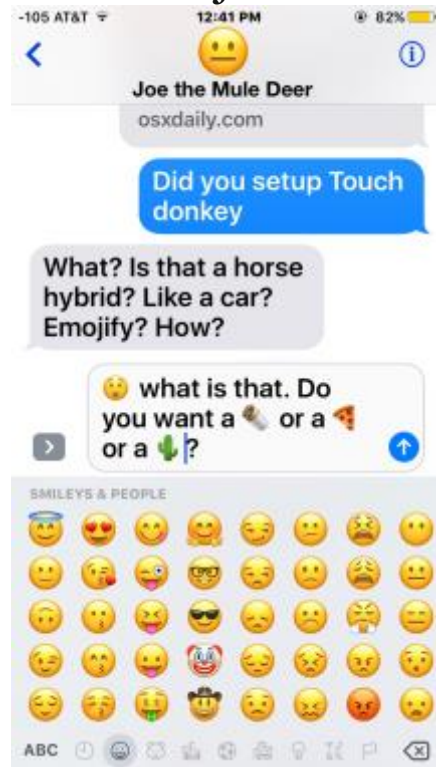 -105 AT&T 12:41 PM 82%
Joe the Mule Deer
osxdaily.com
Did you setup Touch
donkey
What? Is that a horse
hybrid? Like a car?
Emojify? How?
😲 what is that. Do
you want a 🌯 or a 🍕
or a 🌵?
SMILEYS & PEOPLE
ABC